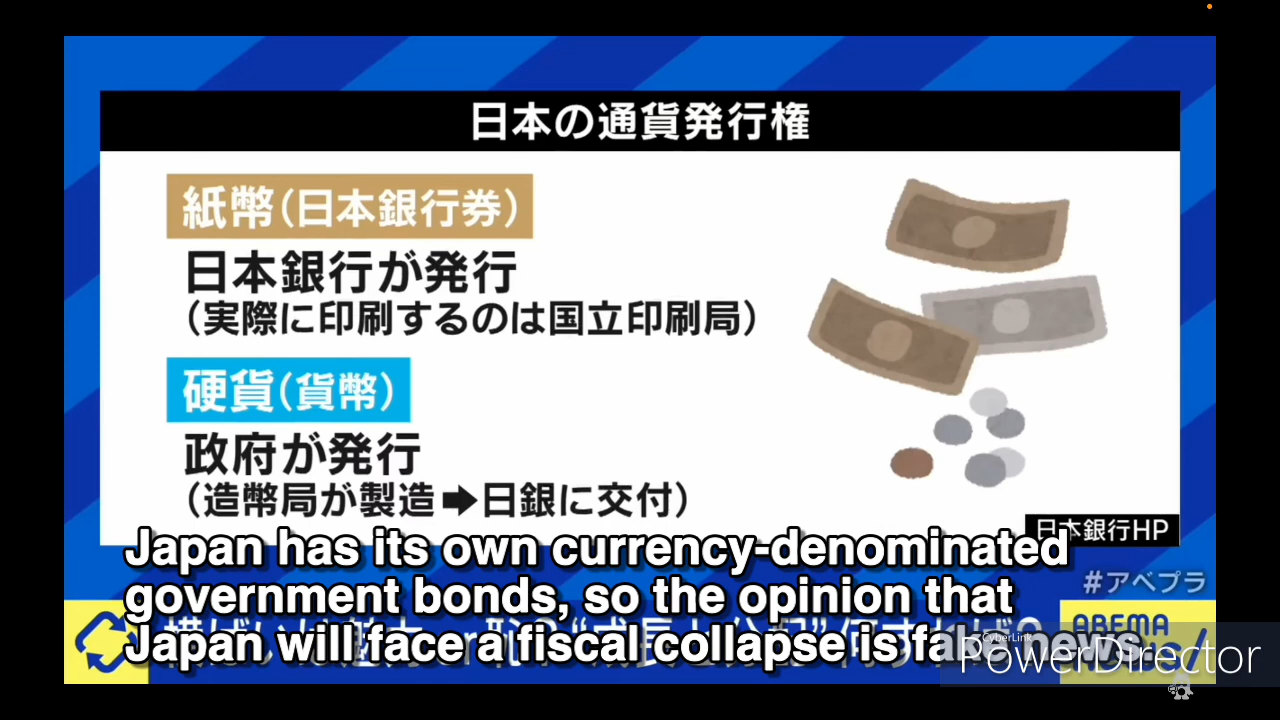 日本の通貨発行権
紙幣(日本銀行券)
日本銀行が発行
(実際に印刷するのは国立印刷局)
硬貨(貨幣)
政府が発行
(造幣局が製造➡日銀に交付)
日本銀行HP
Japan has its own currency-denominated
government bonds, so the opinion that
Japan will face a fiscal collapse is fake news.
#アベプラ
ABEMA
CyberLink
PowerDirector